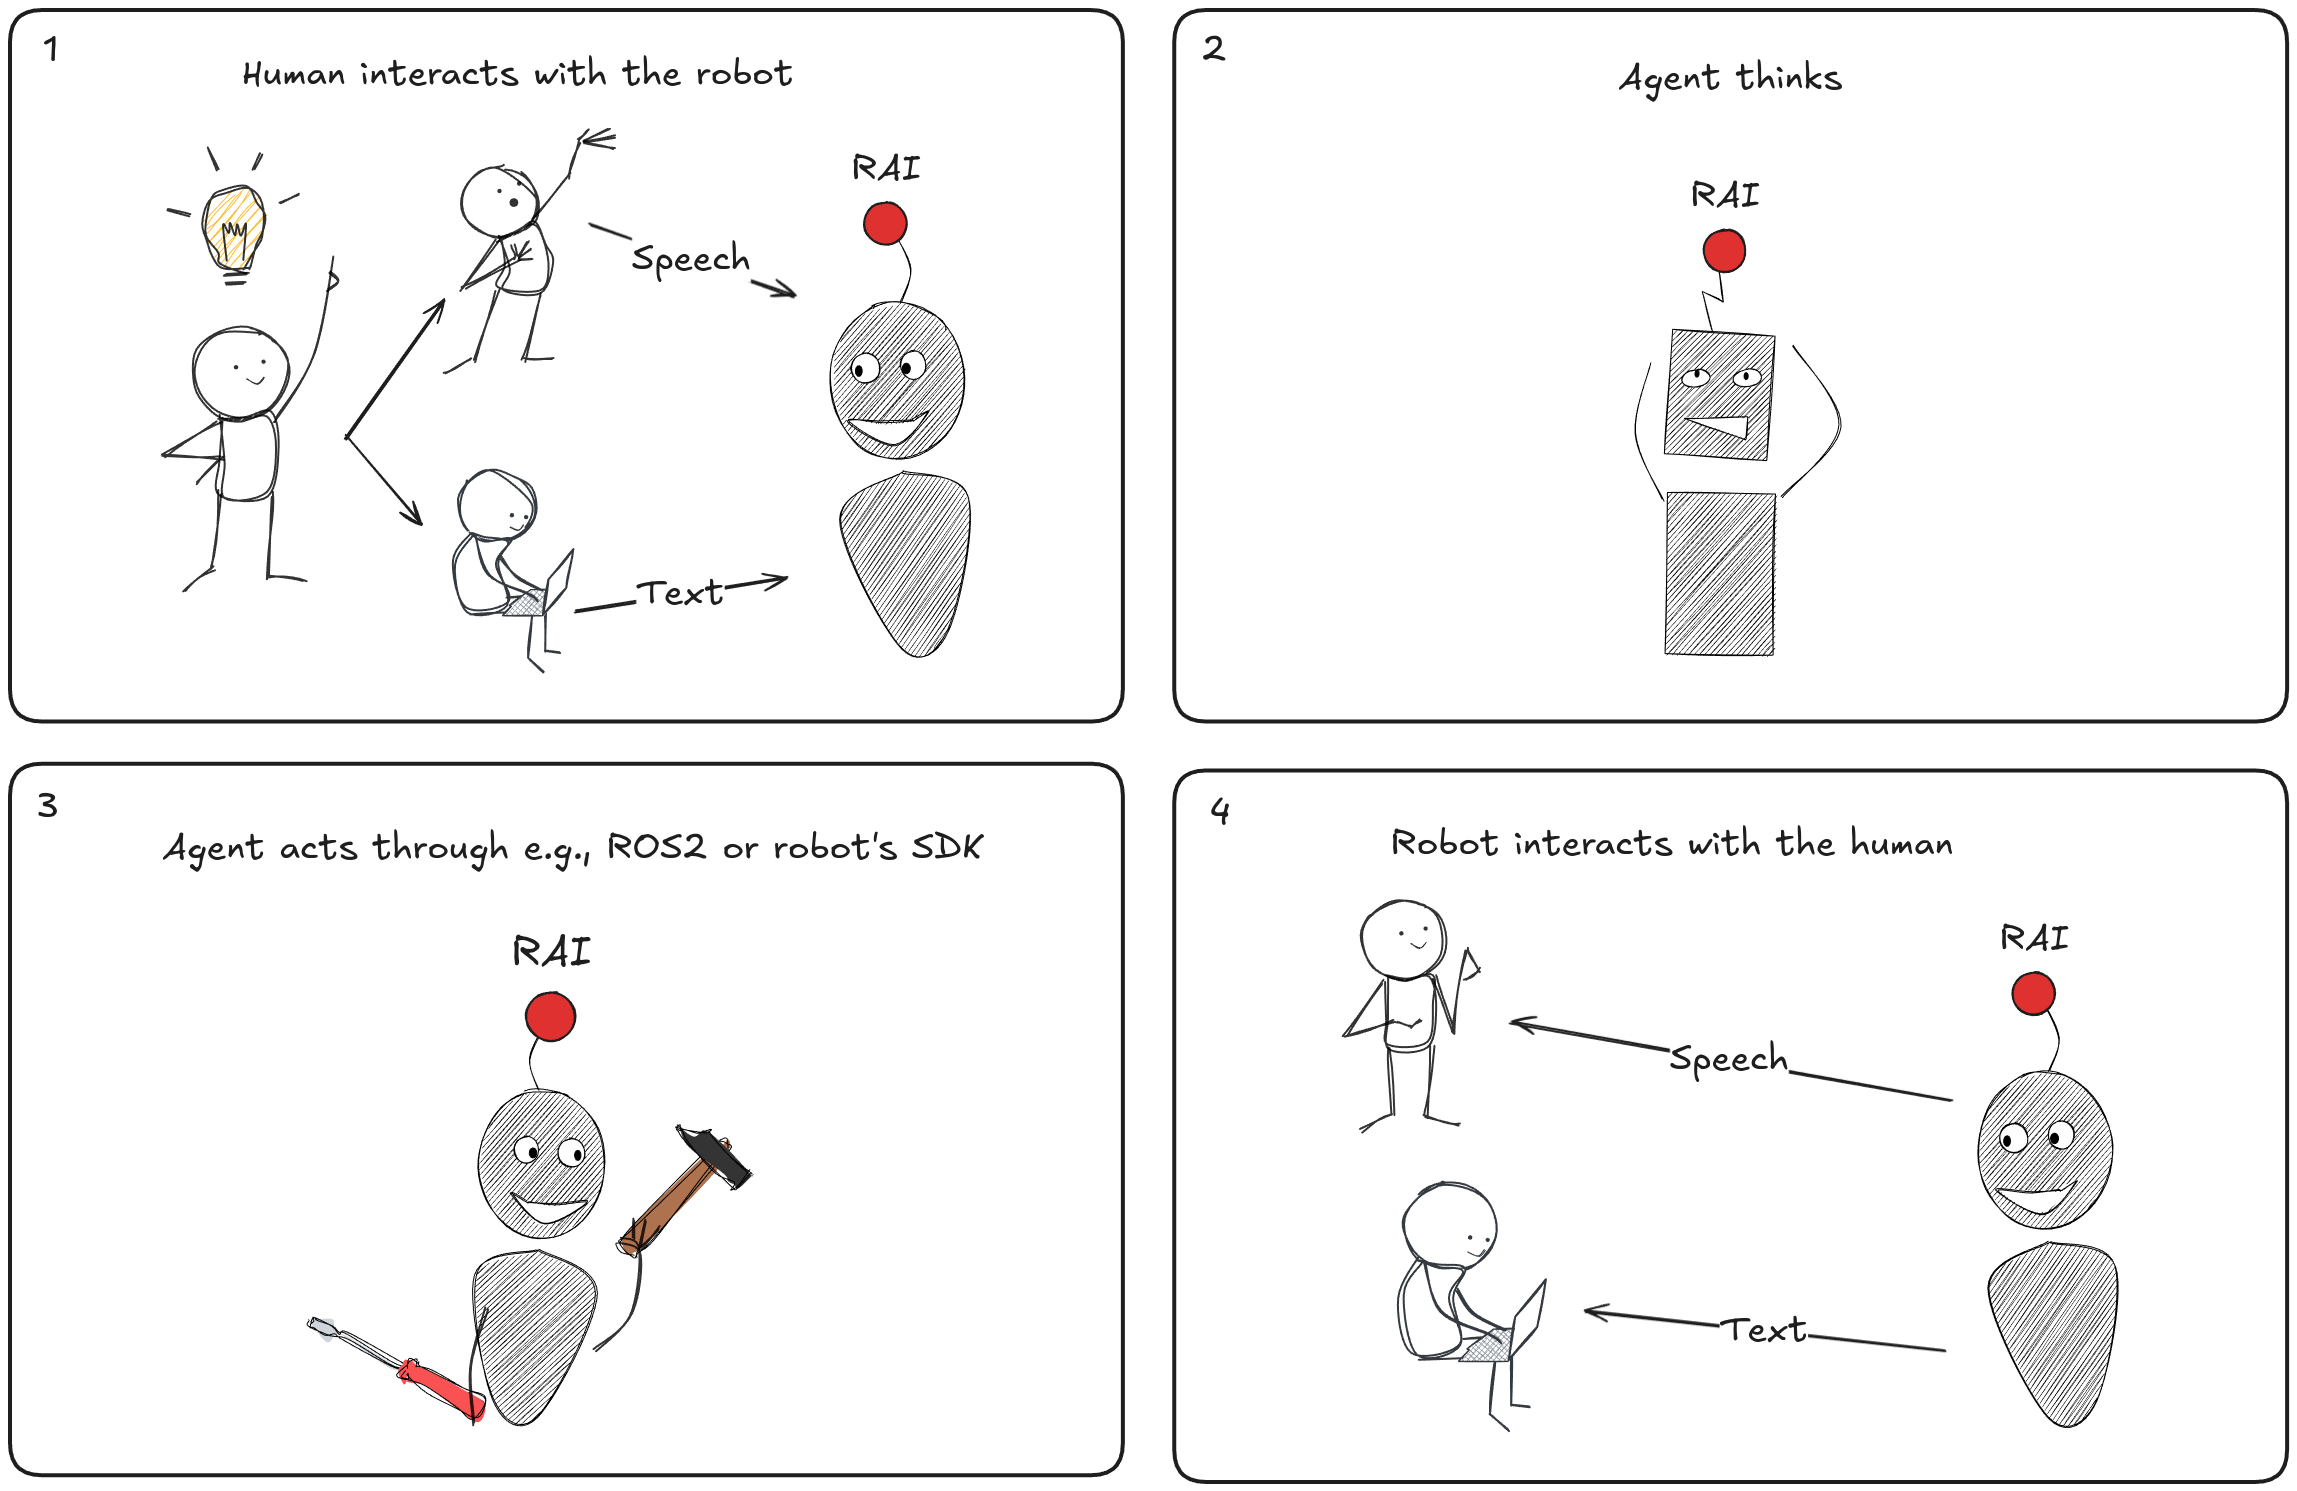 1
Human interacts with the robot
RAI
Speech
Text
2
Agent thinks
RAI
3
Agent acts through e.g., ROS2 or robot's SDK
RAI
4
Robot interacts with the human
RAI
Speech
Text